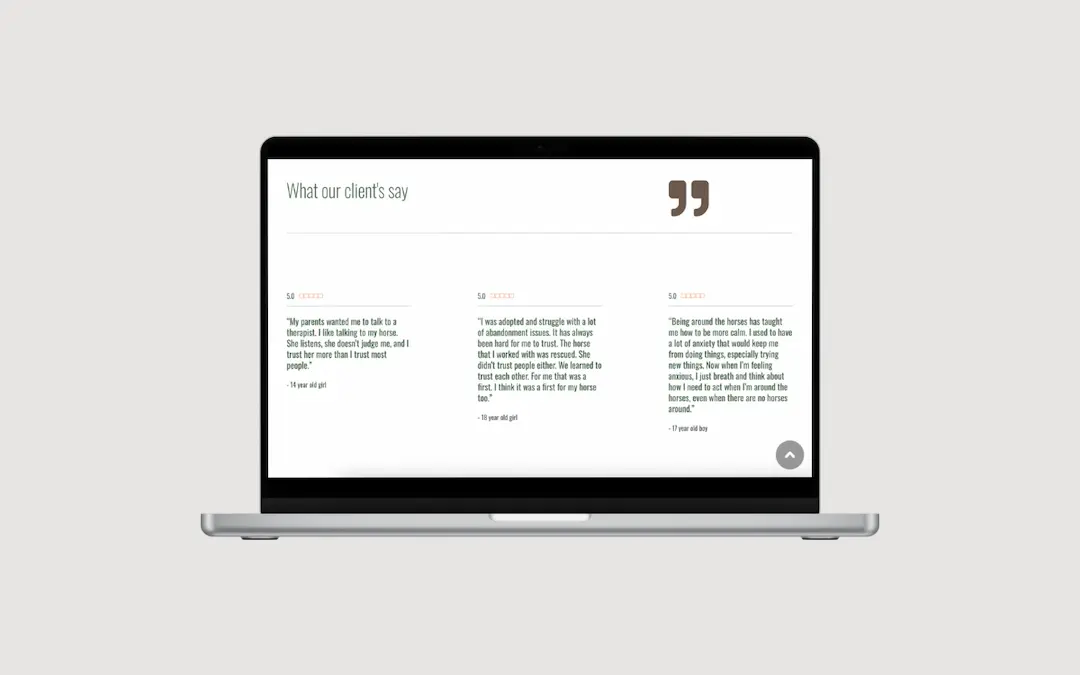 What our client's say
5.0
"My parents wanted me to talk to a
therapist. I like talking to my horse.
She listens, she doesn't judge me, and I
trust her more than I trust most
people."
- 14 year old girl
5.0
"I was adopted and struggle with a lot
of abandonment issues. It has always
been hard for me to trust. The horse
that I worked with was rescued. She
didn't trust people either. We learned to
trust each other. For me that was a
first. I think it was a first for my horse
too."
- 18 year old girl
5.0
"Being around the horses has taught
me how to be more calm. I used to have
a lot of anxiety that would keep me
from doing things, especially trying
new things. Now when I'm feeling
anxious, I just breath and think about
how I need to act when I'm around the
horses, even when there are no horses
around."
- 17 year old boy